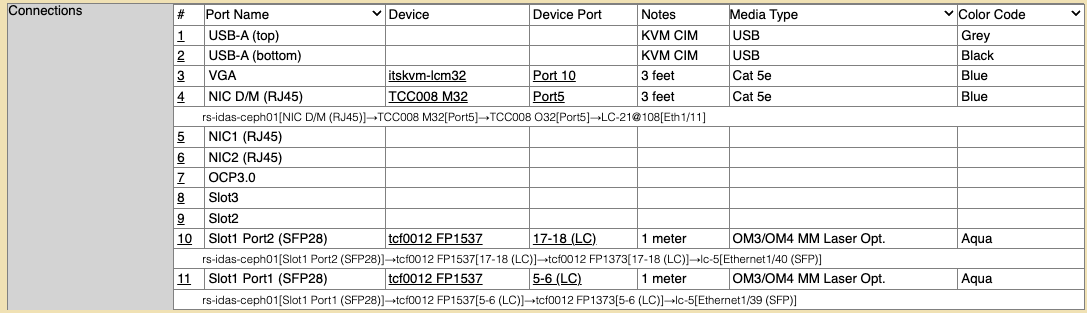 Connections
# Port Name Device Device Port Notes Media Type Color Code
1 USB-A (top) KVM CIM USB Grey
2 USB-A (bottom) KVM CIM USB Black
3 VGA itskvm-lcm32 Port 10 3 feet Cat 5e Blue
4 NIC D/M (RJ45) TCC008 M32 Port5 3 feet Cat 5e Blue
rs-idas-ceph01[NIC D/M (RJ45)]→TCC008 M32[Port5]→TCC008 O32[Port5]→LC-21@108[Eth1/11]
5 NIC1 (RJ45)
6 NIC2 (RJ45)
7 OCP3.0
8 Slot3
9 Slot2
10 Slot1 Port2 (SFP28) tcf0012 FP1537 17-18 (LC) 1 meter OM3/OM4 MM Laser Opt. Aqua
rs-idas-ceph01[Slot1 Port2 (SFP28)]→tcf0012 FP1537[17-18 (LC)]→tcf0012 FP1373[17-18 (LC)]→lc-5[Ethernet1/40 (SFP)]
11 Slot1 Port1 (SFP28) tcf0012 FP1537 5-6 (LC) 1 meter OM3/OM4 MM Laser Opt. Aqua
rs-idas-ceph01[Slot1 Port1 (SFP28)]→tcf0012 FP1537[5-6 (LC)]→tcf0012 FP1373[5-6 (LC)]→lc-5[Ethernet1/39 (SFP)]